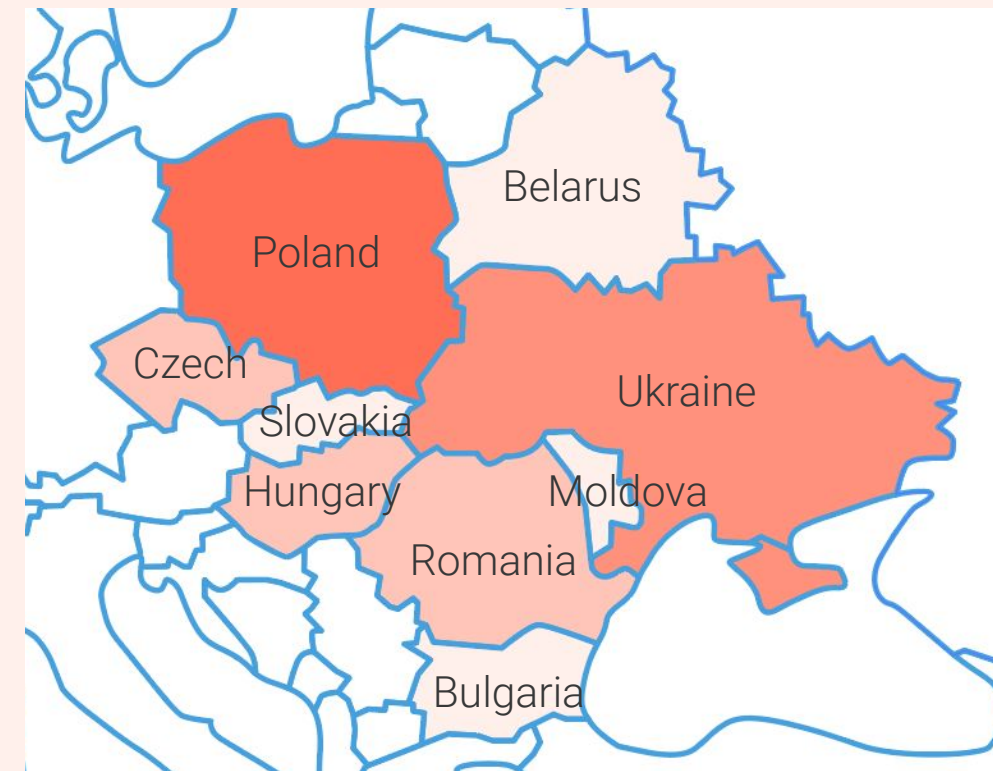 Belarus
Poland
Czech
Ukraine
Slovakia
Hungary
Moldova
Romania
Bulgaria